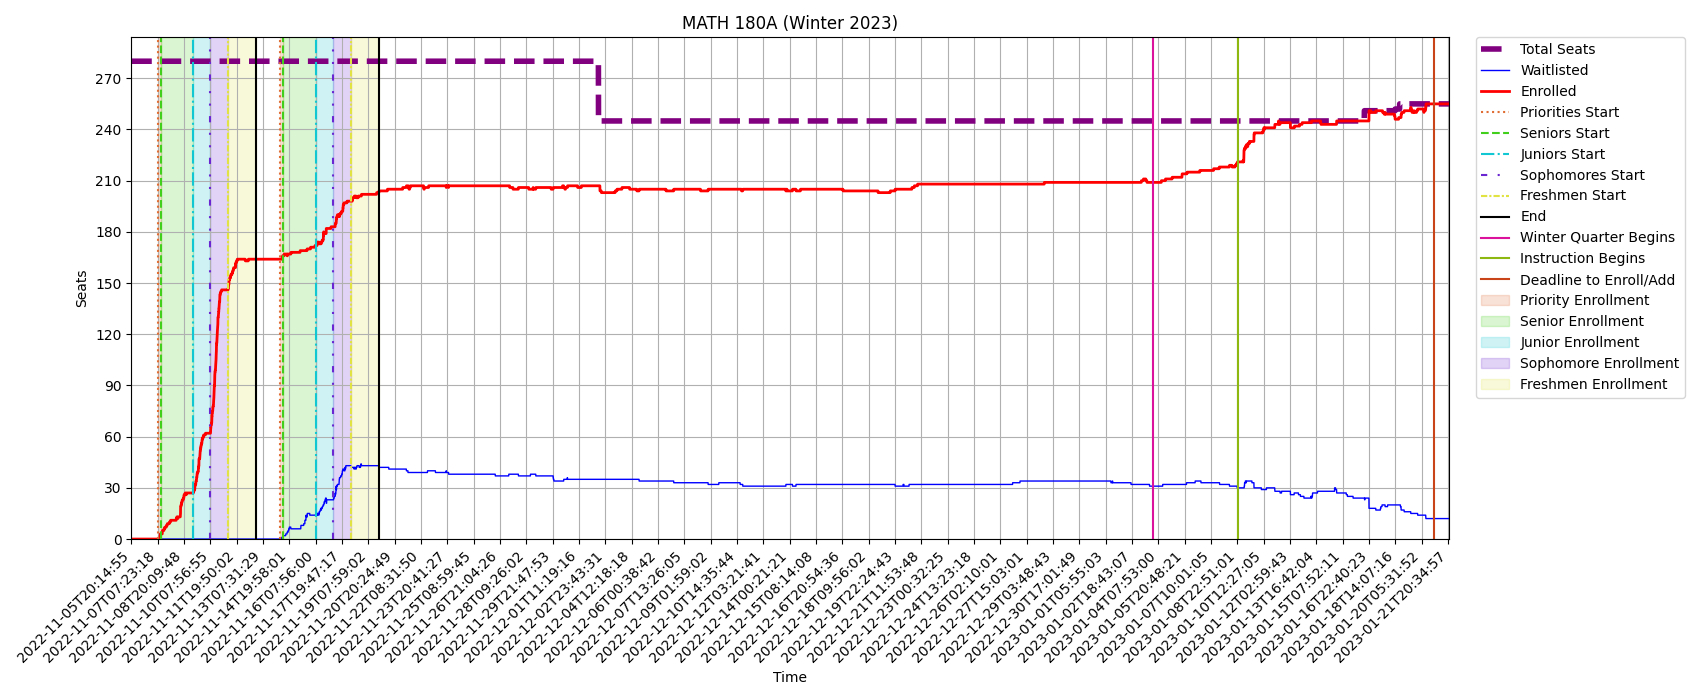 MATH 180A (Winter 2023)
Seats
270
240
210
180
150
120
90
60
30
0
2022-11-05T20:14:55
2022-11-07T07:23:18
2022-11-08T20:09:48
2022-11-10T07:56:55
2022-11-11T19:50:02
2022-11-13T07:31:29
2022-11-14T19:58:01
2022-11-16T07:56:00
2022-11-17T19:47:17
2022-11-19T07:59:02
2022-11-20T20:24:49
2022-11-22T08:31:50
2022-11-23T20:41:27
2022-11-25T08:59:45
2022-11-26T21:04:26
2022-11-28T09:26:02
2022-11-29T21:47:53
2022-12-01T11:19:16
2022-12-02T23:43:31
2022-12-04T12:18:18
2022-12-06T00:38:42
2022-12-07T13:26:05
2022-12-09T01:59:02
2022-12-10T14:35:44
2022-12-12T03:21:41
2022-12-14T00:21:21
2022-12-15T08:14:08
2022-12-16T20:54:36
2022-12-18T09:56:02
2022-12-19T22:24:43
2022-12-21T11:53:48
2022-12-23T00:32:25
2022-12-24T13:23:18
2022-12-26T02:10:01
2022-12-27T15:03:01
2022-12-29T03:48:43
2022-12-30T17:01:49
2023-01-01T05:55:03
2023-01-02T18:43:07
2023-01-04T07:53:00
2023-01-05T20:48:21
2023-01-07T10:01:05
2023-01-08T22:51:01
2023-01-10T12:27:05
2023-01-12T02:59:43
2023-01-13T16:42:04
2023-01-15T07:52:11
2023-01-16T22:40:23
2023-01-18T14:07:16
2023-01-20T05:31:52
2023-01-21T20:34:57
Time
Total Seats
Waitlisted
Enrolled
Priorities Start
Seniors Start
Juniors Start
Sophomores Start
Freshmen Start
End
Winter Quarter Begins
Instruction Begins
Deadline to Enroll/Add
Priority Enrollment
Senior Enrollment
Junior Enrollment
Sophomore Enrollment
Freshmen Enrollment